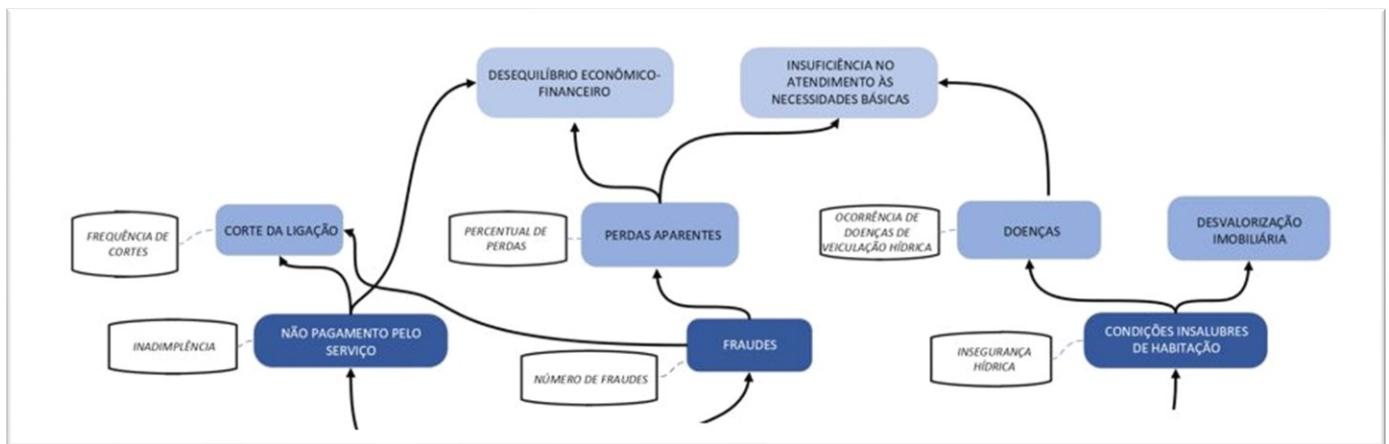 DESEQUILÍBRIO ECONÔMICO-
FINANCEIRO
INSUFICIÊNCIA NO
ATENDIMENTO ÀS
NECESSIDADES BÁSICAS
FREQUÊNCIA DE
CORTES
CORTE DA LIGAÇÃO
PERCENTUAL DE
PERDAS
PERDAS APARENTES
OCORRÊNCIA DE
DOENÇAS DE
VEICULAÇÃO HÍDRICA
DOENÇAS
DESVALORIZAÇÃO
IMOBILIÁRIA
INADIMPLÊNCIA
NÃO PAGAMENTO PELO
SERVIÇO
NÚMERO DE FRAUDES
FRAUDES
INSEGURANÇA
HÍDRICA
CONDIÇÕES INSALUBRES
DE HABITAÇÃO